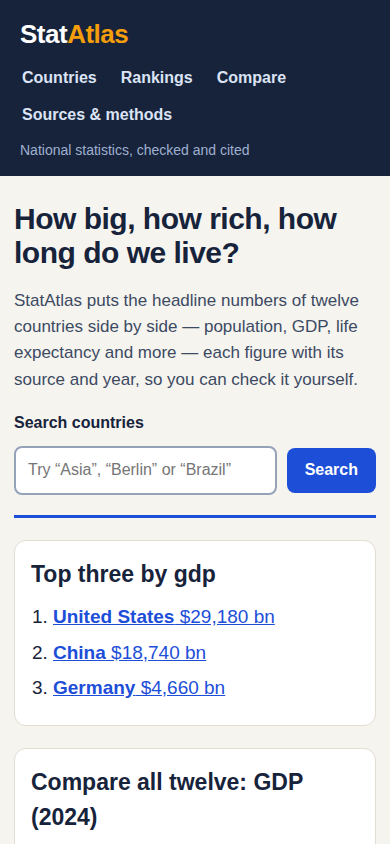 StatAtlas
Countries Rankings Compare
Sources & methods
National statistics, checked and cited
How big, how rich, how
long do we live?
StatAtlas puts the headline numbers of twelve
countries side by side — population, GDP, life
expectancy and more — each figure with its
source and year, so you can check it yourself.
Search countries
Try “Asia”, “Berlin” or “Brazil”
Search
Top three by gdp
1. United States $29,180 bn
2. China $18,740 bn
3. Germany $4,660 bn
Compare all twelve: GDP
(2024)